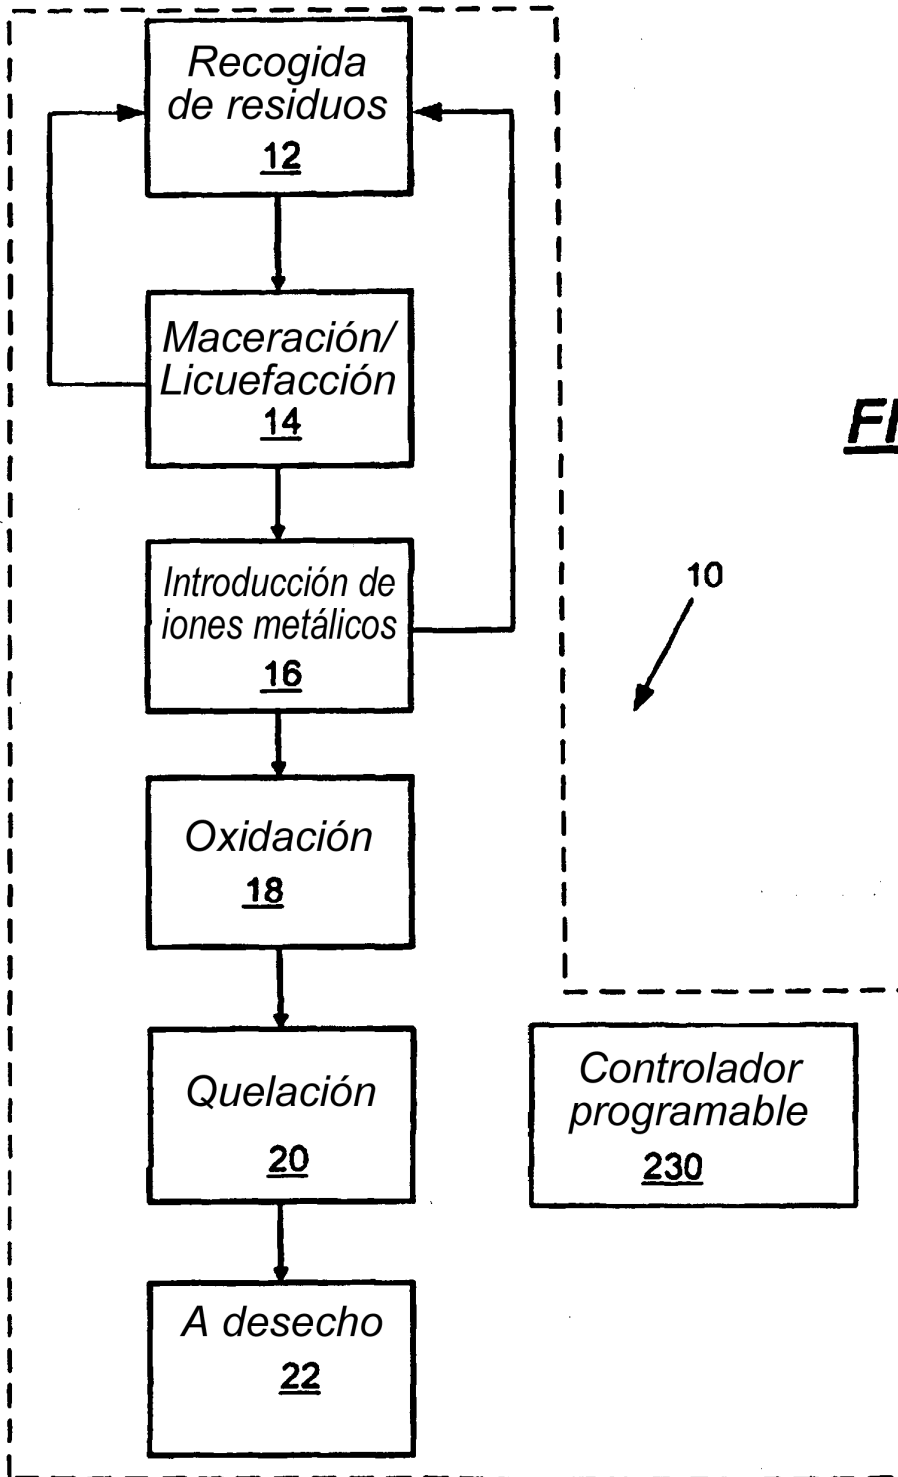 Recogida
de residuos
12
Maceración/
Licuefacción
14
FI
Introducción de
iones metálicos
16
10
Oxidación
18
Quelación
20
Controlador
programable
230
A desecho
22